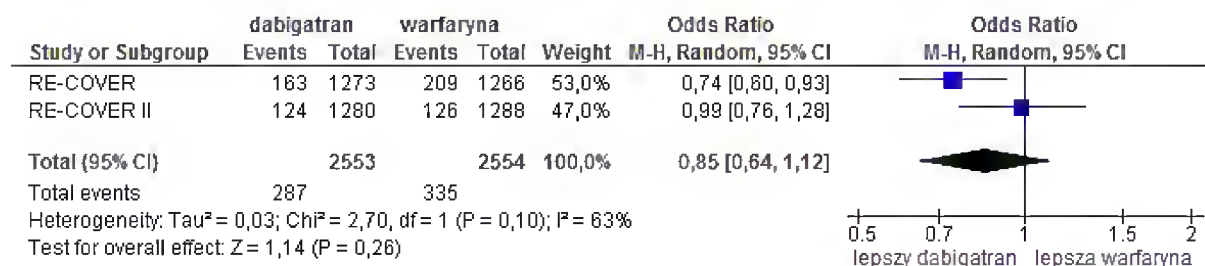 dabigatran warfaryna Odds Ratio Odds Ratio
Study or Subgroup Events Total Events Total Weight M-H, Random, 95% CI M-H, Random, 95% CI
RE-COVER 163 1273 209 1266 53,0% 0,74 [0,60, 0,93]
RE-COVER II 124 1280 126 1288 47,0% 0,99 [0,76, 1,28]
Total (95% CI) 2553 2554 100,0% 0,85 [0,64, 1,12]
Total events 287 335
Heterogeneity: Tau² = 0,03; Chi² = 2,70, df = 1 (P = 0,10); I² = 63%
Test for overall effect: Z = 1,14 (P = 0,26)
0.5 0.7 1 1.5 2
lepszy dabigatran lepsza warfaryna